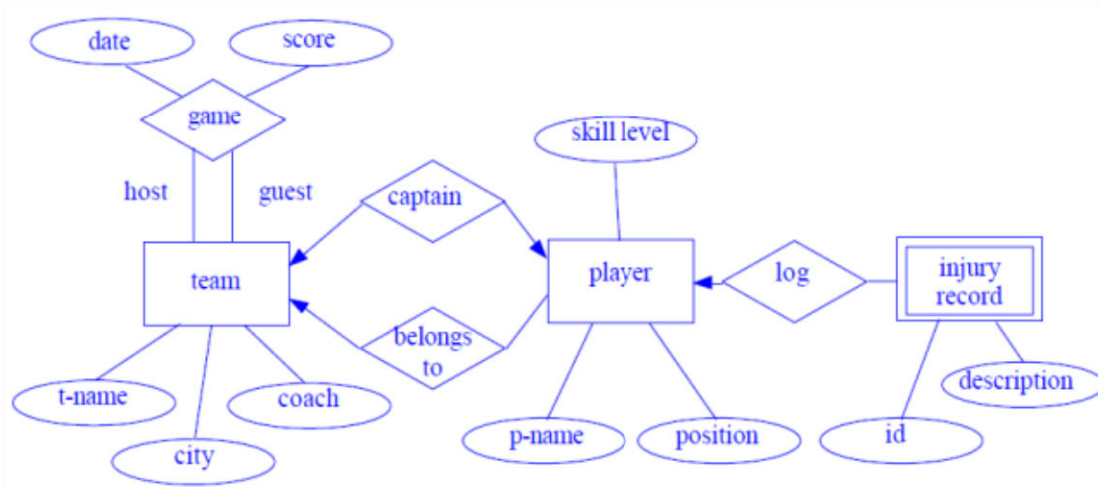 date
score
game
skill level
host
guest
captain
team
player
log
injury
record
belongs
to
t-name
coach
description
city
p-name
position
id